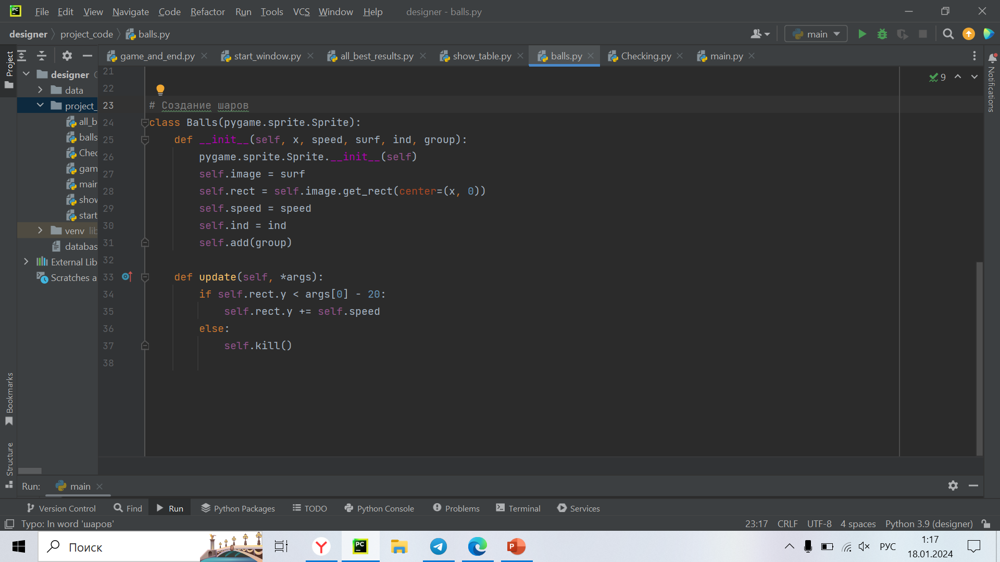 File Edit View Navigate Code Refactor Run Tools VCS Window Help designer - balls.py
designer project_code balls.py main
game_and_end.py start_window.py all_best_results.py show_table.py balls.py Checking.py main.py
Project
designer
data
project_
all_b
balls
Chec
gam
mair
show
start
venv lib
databas
External Lib
Scratches a
Bookmarks
Structure
Notifications
9
21
22
23 # Создание шаров
24 class Balls(pygame.sprite.Sprite):
25 def __init__(self, x, speed, surf, ind, group):
26 pygame.sprite.Sprite.__init__(self)
27 self.image = surf
28 self.rect = self.image.get_rect(center=(x, 0))
29 self.speed = speed
30 self.ind = ind
31 self.add(group)
32
33 def update(self, *args):
34 if self.rect.y < args[0] - 20:
35 self.rect.y += self.speed
36 else:
37 self.kill()
38
Run: main
Version Control Find Run Python Packages TODO Python Console Problems Terminal Services
Typo: In word 'шаров' 23:17 CRLF UTF-8 4 spaces Python 3.9 (designer)
Поиск РУС 1:17
18.01.2024